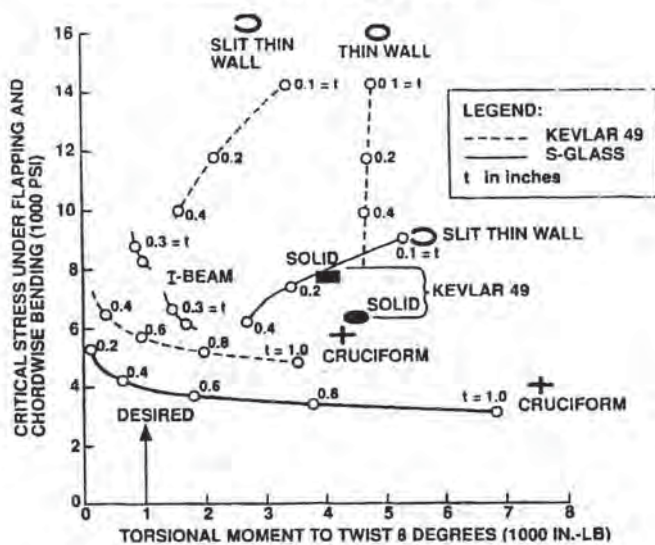 CRITICAL STRESS UNDER FLAPPING AND
CHORDWISE BENDING (1000 PSI)
16
14
12
10
8
6
4
2
0
SLIT THIN
WALL
THIN WALL
LEGEND:
KEVLAR 49
S-GLASS
t in inches
0.1 = t
0.2
0.4
0.1 = t
0.2
0.4
0.3 = t
I-BEAM
0.3 = t
SOLID
0.1 = t
SLIT THIN WALL
0.2
0.4
KEVLAR 49
SOLID
0.4
0.6
0.8
t = 1.0
CRUCIFORM
0.2
0.4
0.6
0.8
t = 1.0
CRUCIFORM
DESIRED
0 1 2 3 4 5 6 7 8
TORSIONAL MOMENT TO TWIST 8 DEGREES (1000 IN.-LB)